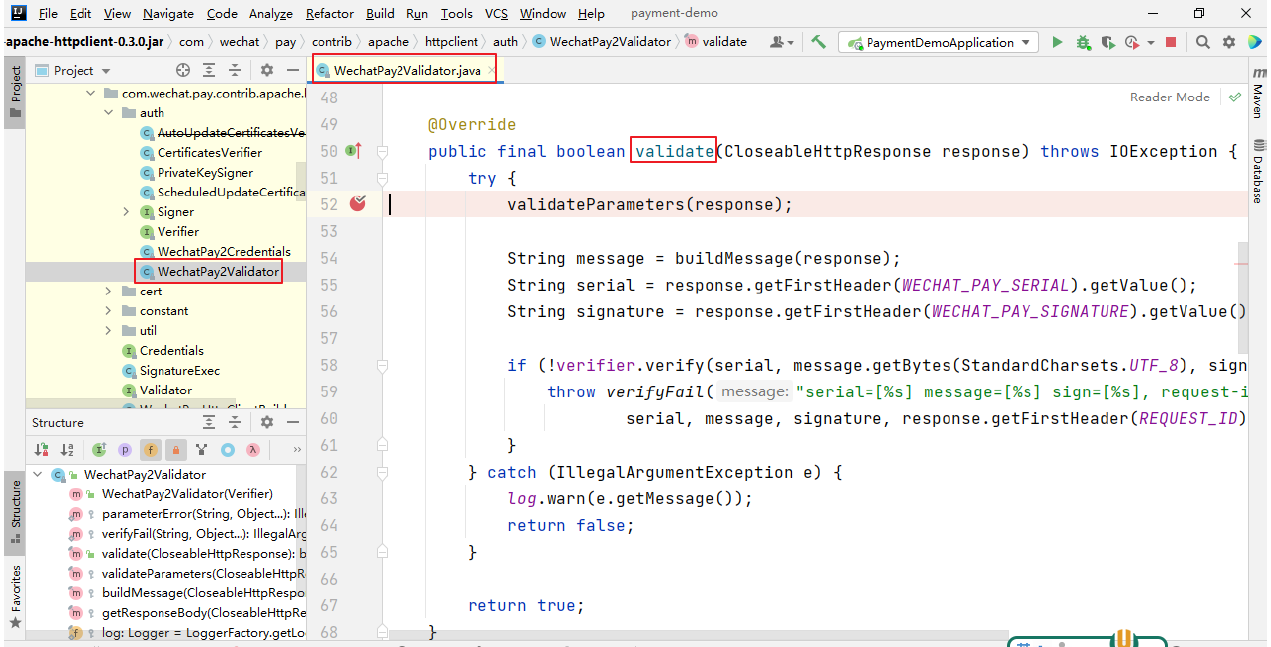 File Edit View Navigate Code Analyze Refactor Build Run Tools VCS Window Help payment-demo
-apache-httpclient-0.3.0.jar com wechat pay contrib apache httpclient auth WechatPay2Validator validate PaymentDemoApplication
Project
Project
WechatPay2Validator.java
Maven
Database
com.wechat.pay.contrib.apache.
auth
AutoUpdateCertificatesVe
CertificatesVerifier
PrivateKeySigner
ScheduledUpdateCertifica
Signer
Verifier
WechatPay2Credentials
WechatPay2Validator
cert
constant
util
Credentials
SignatureExec
Validator
Reader Mode
48
49 @Override
50 public final boolean validate(CloseableHttpResponse response) throws IOException {
51 try {
52 validateParameters(response);
53
54 String message = buildMessage(response);
55 String serial = response.getFirstHeader(WECHAT_PAY_SERIAL).getValue();
56 String signature = response.getFirstHeader(WECHAT_PAY_SIGNATURE).getValue()
57
58 if (!verifier.verify(serial, message.getBytes(StandardCharsets.UTF_8), sign
59 throw verifyFail( message: "serial=[%s] message=[%s] sign=[%s], request-i
60 serial, message, signature, response.getFirstHeader(REQUEST_ID)
61 }
62 } catch (IllegalArgumentException e) {
63 log.warn(e.getMessage());
64 return false;
65 }
66
67 return true;
68 }
Structure
Structure
Favorites
WechatPay2Validator
WechatPay2Validator(Verifier)
parameterError(String, Object...): Ille
verifyFail(String, Object...): IllegalArg
validate(CloseableHttpResponse): b
validateParameters(CloseableHttpR
buildMessage(CloseableHttpRespo
getResponseBody(CloseableHttpRe
log: Logger = LoggerFactory.getLo